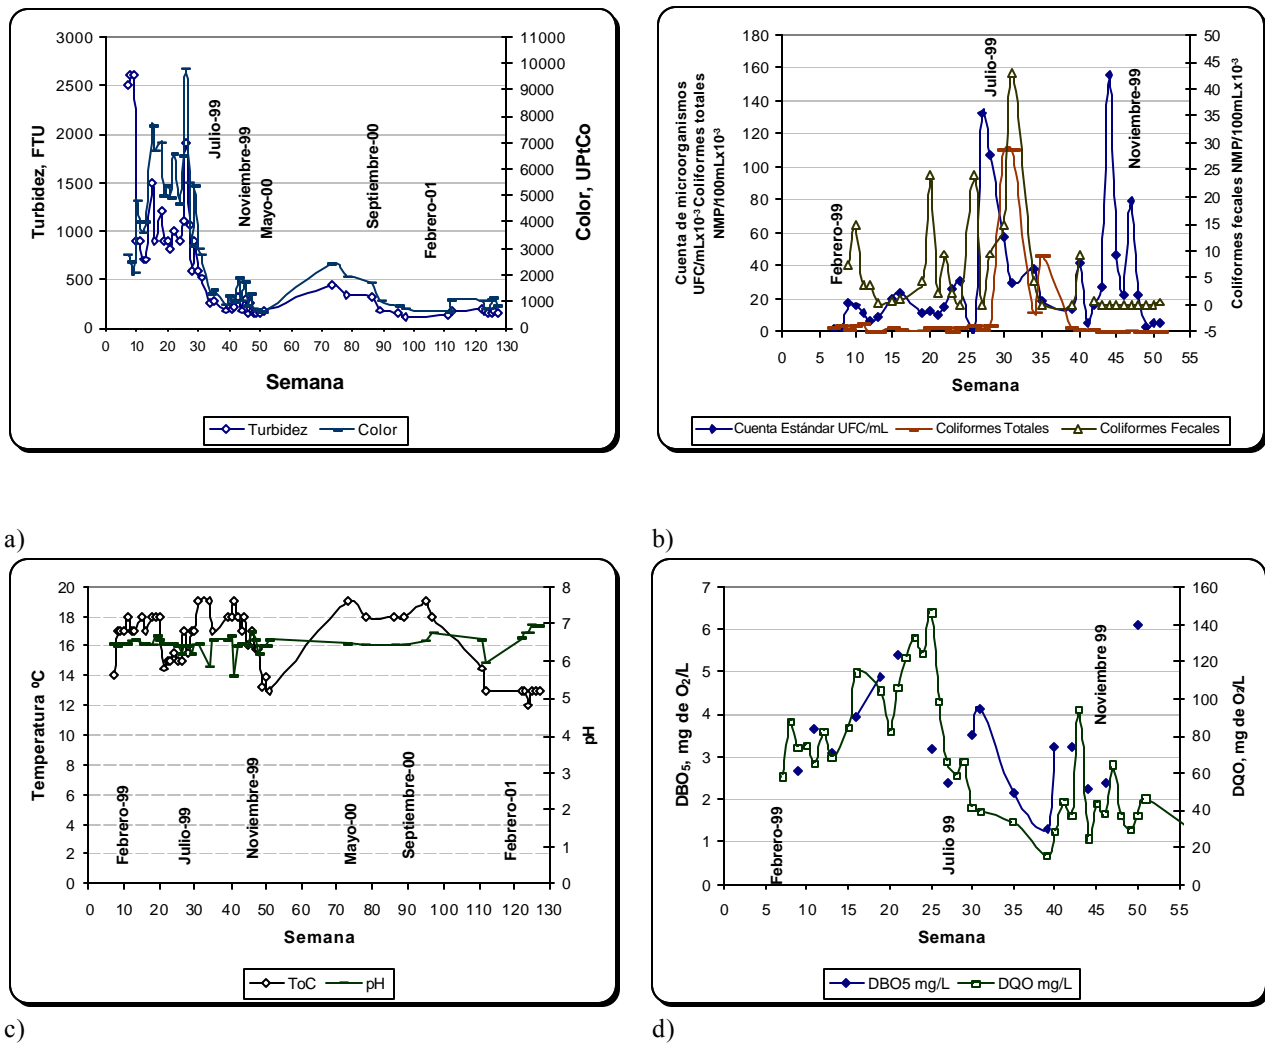 3000
2500
2000
1500
1000
500
0
11000
10000
9000
8000
7000
6000
5000
4000
3000
2000
1000
0
Turbidez, FTU
Color, UPtCo
Julio-99
Noviembre-99
Mayo-00
Septiembre-00
Febrero-01
0 10 20 30 40 50 60 70 80 90 100 110 120 130
Semana
Turbidez Color
180
160
140
120
100
80
60
40
20
0
50
45
40
35
30
25
20
15
10
5
0
-5
Cuenta de microorganismos
UFC/mLx10-3 Coliformes totales
NMP/100mLx10-3
Coliformes fecales NMP/100mLx10-3
Febrero-99
Julio-99
Noviembre-99
0 5 10 15 20 25 30 35 40 45 50 55
Semana
Cuenta Estándar UFC/mL Coliformes Totales Coliformes Fecales
a) b)
20
18
16
14
12
10
8
6
4
2
0
8
7
6
5
4
3
2
1
0
Temperatura ºC
pH
Febrero-99
Julio-99
Noviembre-99
Mayo-00
Septiembre-00
Febrero-01
0 10 20 30 40 50 60 70 80 90 100 110 120 130
Semana
ToC pH
7
6
5
4
3
2
1
0
160
140
120
100
80
60
40
20
0
DBO5, mg de O2/L
DQO, mg de O2/L
Febrero-99
Julio 99
Noviembre 99
0 5 10 15 20 25 30 35 40 45 50 55
Semana
DBO5 mg/L DQO mg/L
c) d)